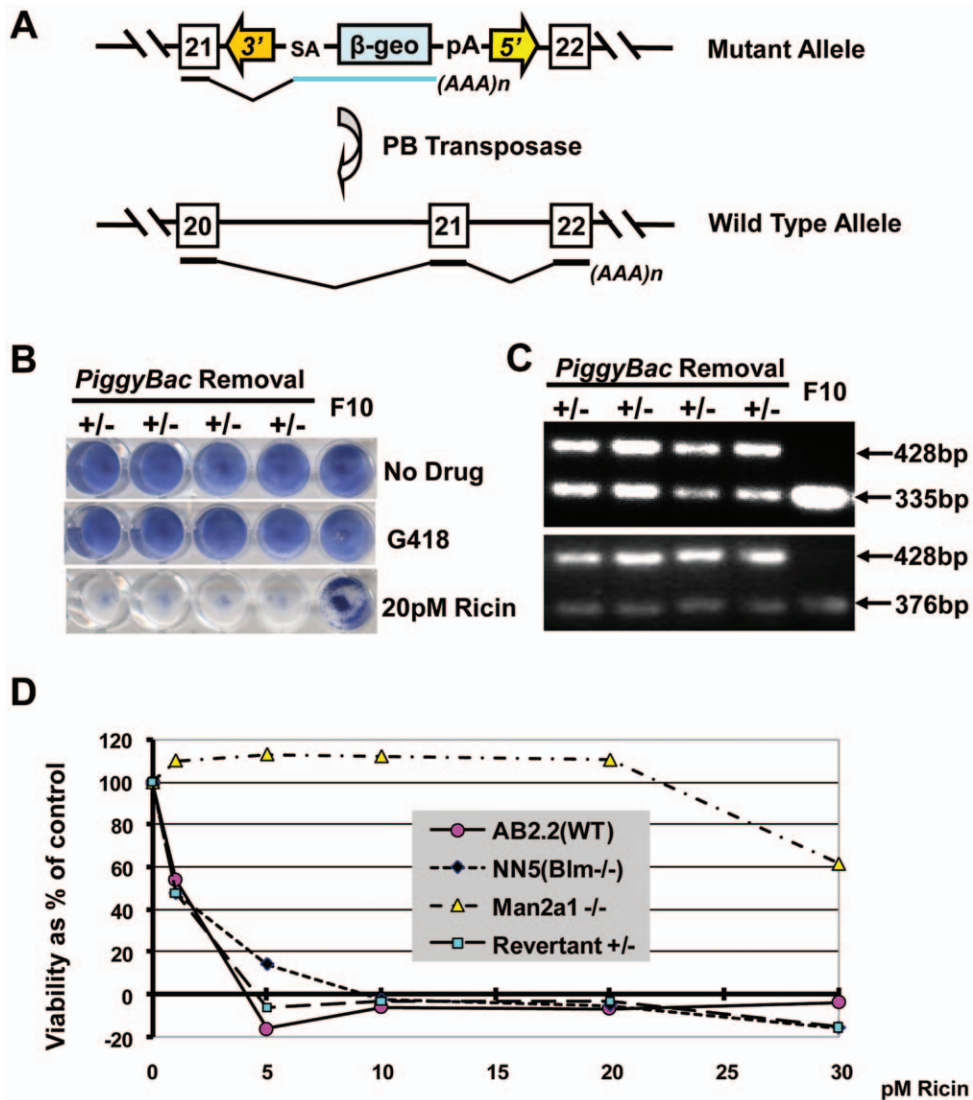 A
21 3' SA β-geo pA 5' 22 Mutant Allele
(AAA)n
PB Transposase
20 21 22 Wild Type Allele
(AAA)n
B
PiggyBac Removal
+/- +/- +/- +/- F10
No Drug
G418
20pM Ricin
C
PiggyBac Removal
+/- +/- +/- +/- F10
428bp
335bp
428bp
376bp
D
Viability as % of control
120
100
80
60
40
20
0
-20
AB2.2(WT)
NN5(Blm-/-)
Man2a1 -/-
Revertant +/-
0 5 10 15 20 25 30
pM Ricin